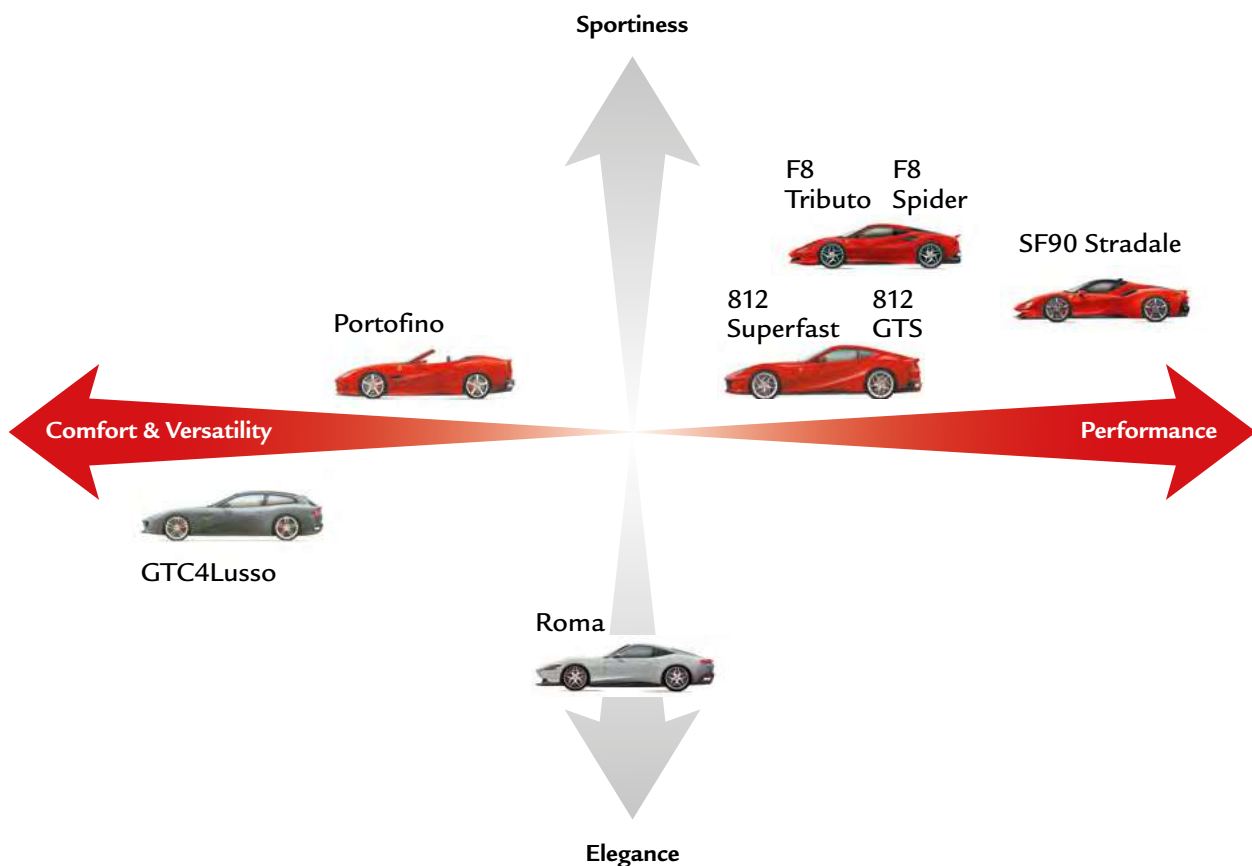 Sportiness
F8
Tributo
F8
Spider
SF90 Stradale
812
Superfast
812
GTS
Portofino
Comfort & Versatility
Performance
GTC4Lusso
Roma
Elegance